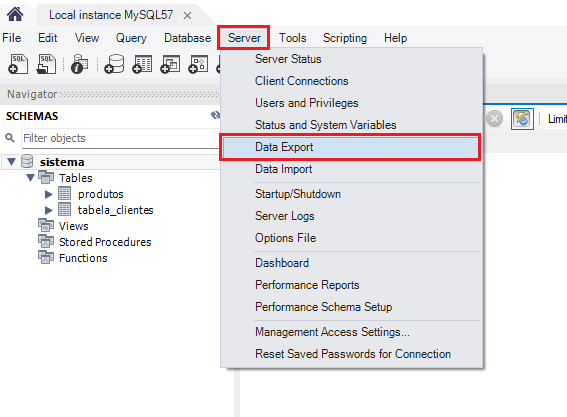 Local instance MySQL57
File Edit View Query Database Server Tools Scripting Help
SQL SQL
Navigator
SCHEMAS
Filter objects
sistema
Tables
produtos
tabela_clientes
Views
Stored Procedures
Functions
Server Status
Client Connections
Users and Privileges
Status and System Variables
Data Export
Data Import
Startup/Shutdown
Server Logs
Options File
Dashboard
Performance Reports
Performance Schema Setup
Management Access Settings...
Reset Saved Passwords for Connection
Limit